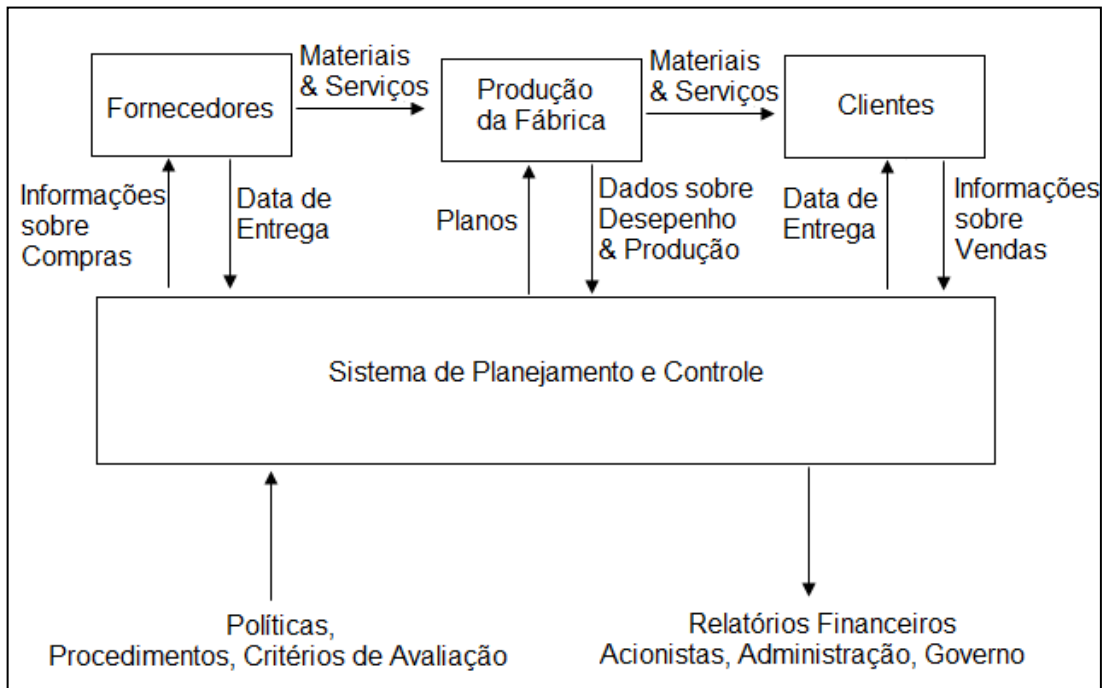 Fornecedores
Materiais
& Serviços
Produção
da Fábrica
Materiais
& Serviços
Clientes
Informações
sobre
Compras
Data de
Entrega
Planos
Dados sobre
Desepenho
& Produção
Data de
Entrega
Informações
sobre
Vendas
Sistema de Planejamento e Controle
Políticas,
Procedimentos, Critérios de Avaliação
Relatórios Financeiros
Acionistas, Administração, Governo